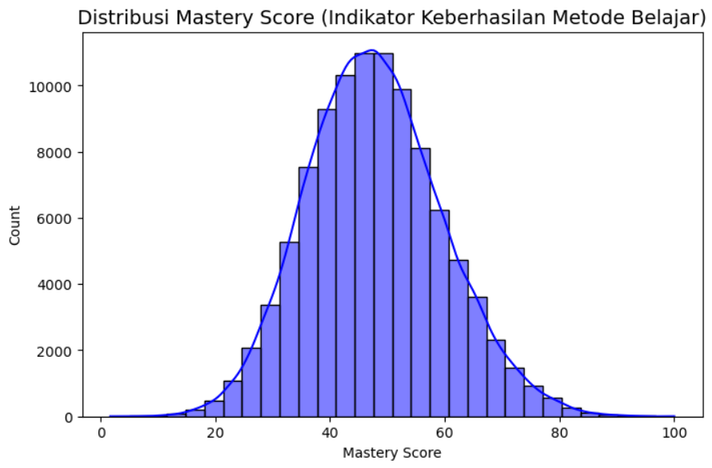 Distribusi Mastery Score (Indikator Keberhasilan Metode Belajar)
10000
8000
6000
4000
2000
0
Count
0 20 40 60 80 100
Mastery Score